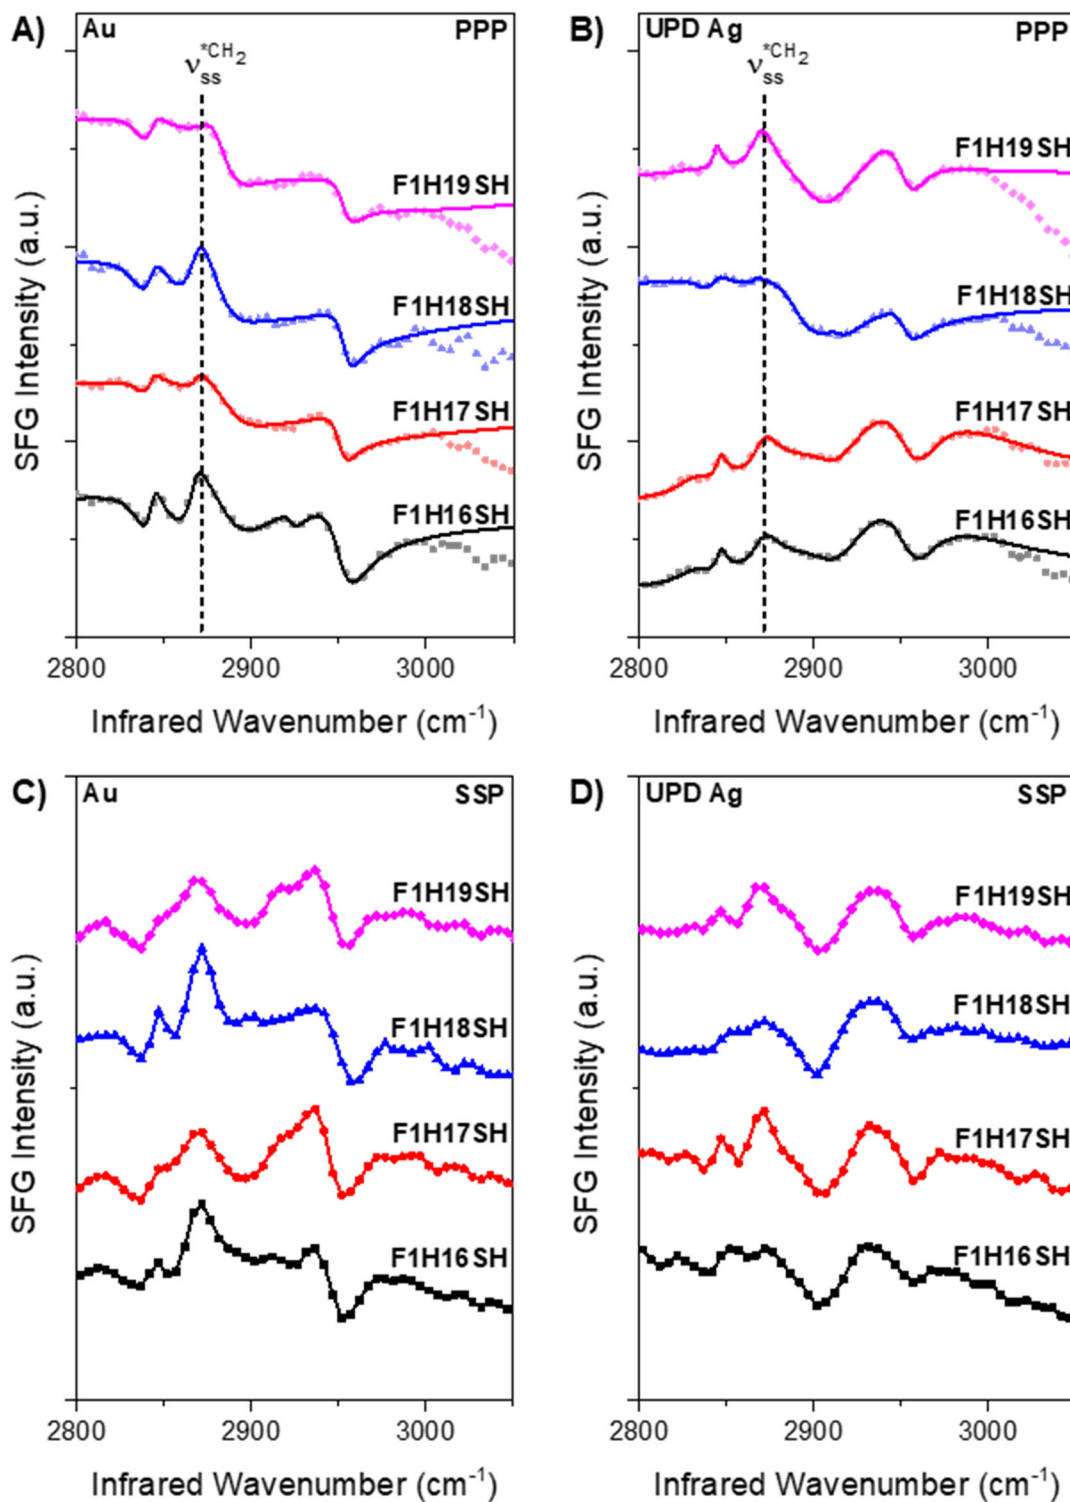 A) Au PPP
ν*CH2ss
F1H19SH
F1H18SH
F1H17SH
F1H16SH
SFG Intensity (a.u.)
2800 2900 3000
Infrared Wavenumber (cm-1)
B) UPD Ag PPP
ν*CH2ss
F1H19SH
F1H18SH
F1H17SH
F1H16SH
SFG Intensity (a.u.)
2800 2900 3000
Infrared Wavenumber (cm-1)
C) Au SSP
F1H19SH
F1H18SH
F1H17SH
F1H16SH
SFG Intensity (a.u.)
2800 2900 3000
Infrared Wavenumber (cm-1)
D) UPD Ag SSP
F1H19SH
F1H18SH
F1H17SH
F1H16SH
SFG Intensity (a.u.)
2800 2900 3000
Infrared Wavenumber (cm-1)